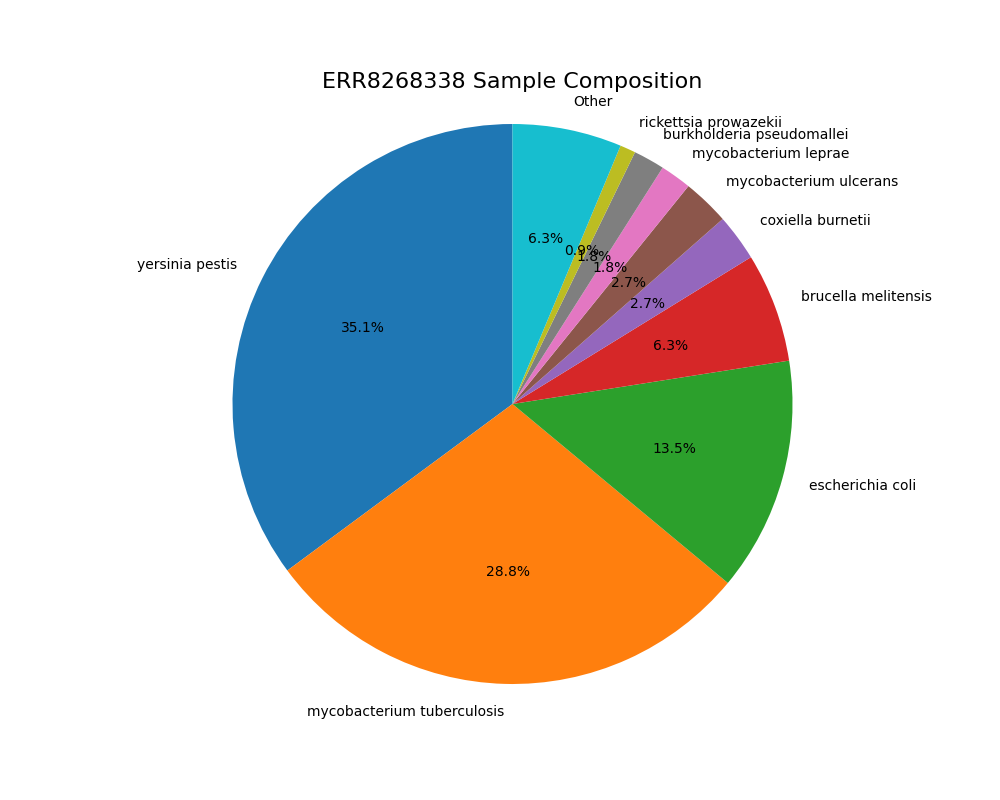 ERR8268338 Sample Composition
Other
rickettsia prowazekii
burkholderia pseudomallei
mycobacterium leprae
mycobacterium ulcerans
coxiella burnetii
brucella melitensis
escherichia coli
mycobacterium tuberculosis
yersinia pestis
6.3%
0.9%
1.8%
1.8%
2.7%
2.7%
6.3%
13.5%
28.8%
35.1%